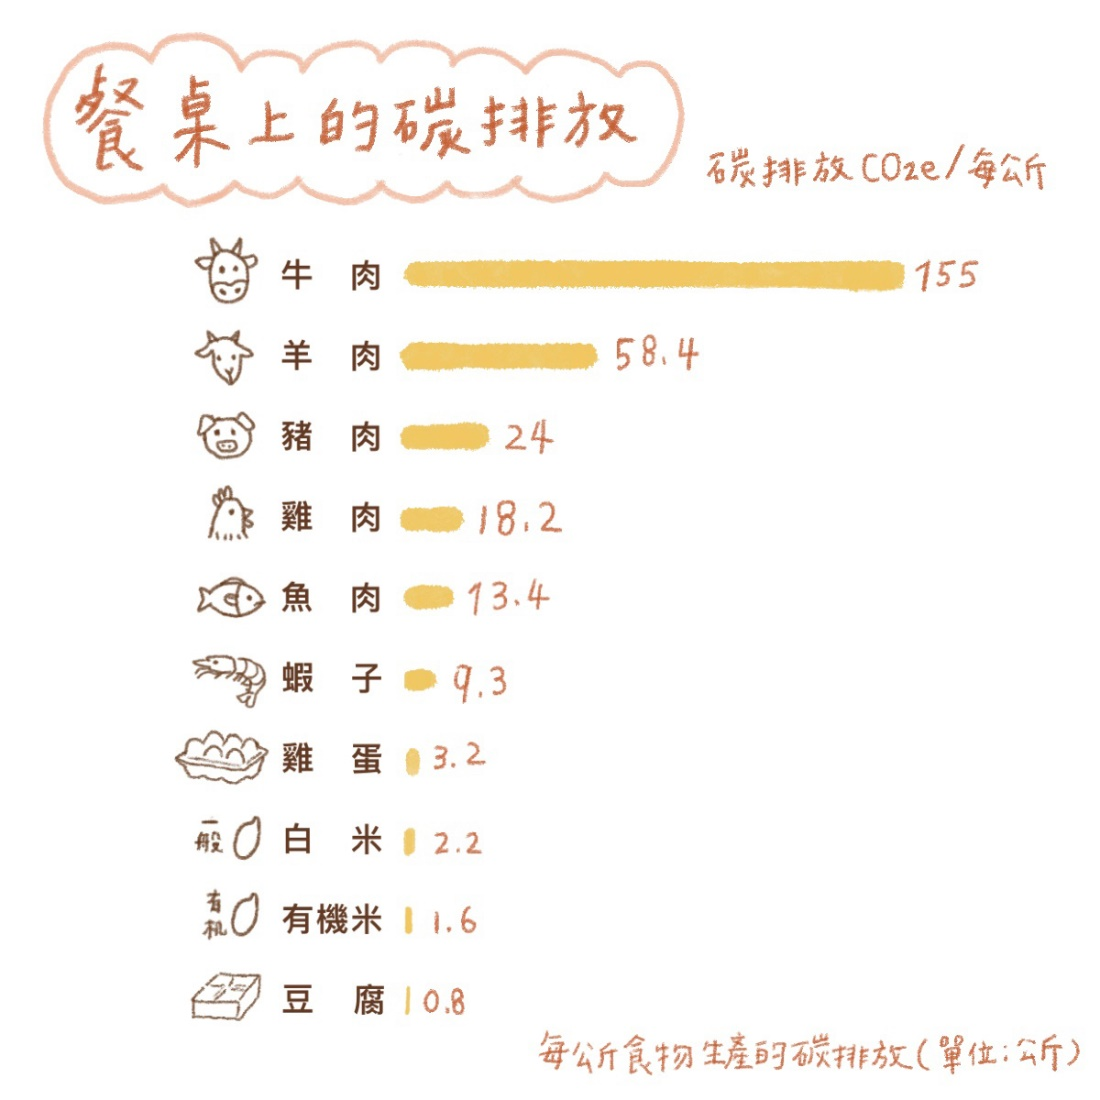 餐桌上的碳排放
碳排放CO2e/每公斤
牛肉 155
羊肉 58.4
豬肉 24
雞肉 18.2
魚肉 13.4
蝦子 9.3
雞蛋 3.2
一般 白米 2.2
有机 有機米 1.6
豆腐 0.8
每公斤食物生產的碳排放(單位:公斤)